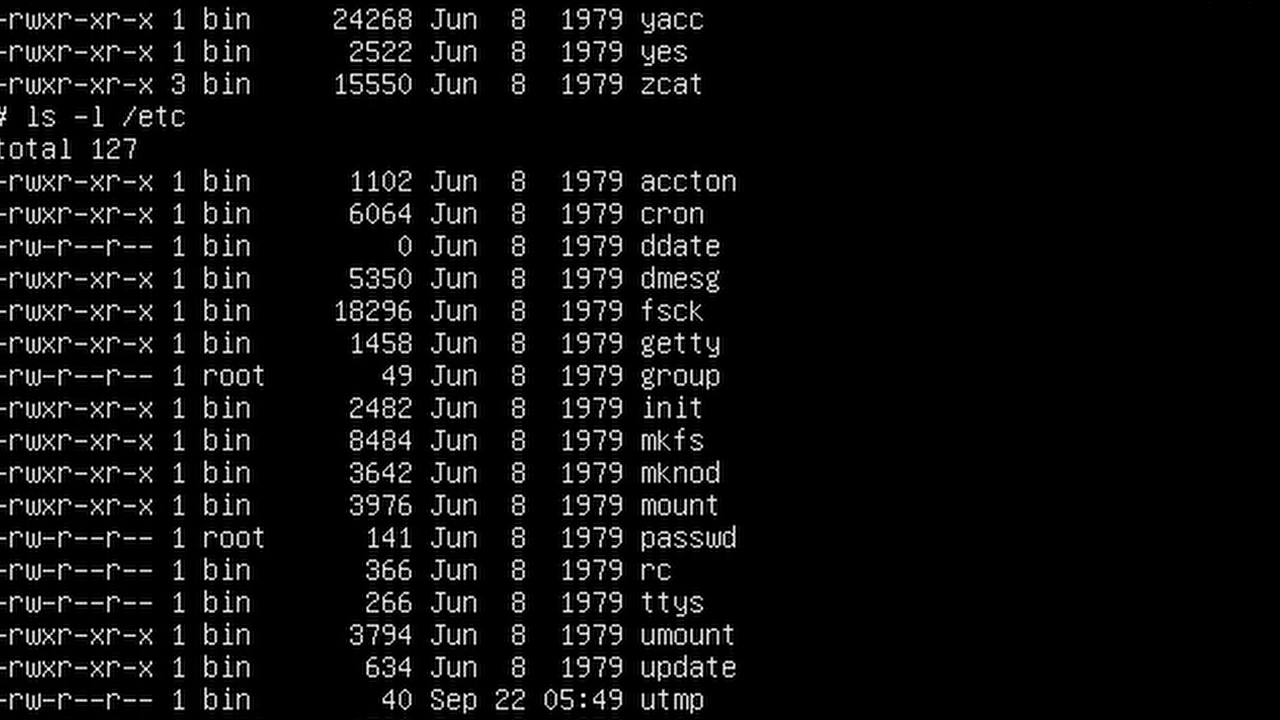 -rwxr-xr-x 1 bin     24268 Jun  8  1979 yacc
-rwxr-xr-x 1 bin      2522 Jun  8  1979 yes
-rwxr-xr-x 3 bin     15550 Jun  8  1979 zcat
# ls -l /etc
total 127
-rwxr-xr-x 1 bin      1102 Jun  8  1979 accton
-rwxr-xr-x 1 bin      6064 Jun  8  1979 cron
-rw-r--r-- 1 bin         0 Jun  8  1979 ddate
-rwxr-xr-x 1 bin      5350 Jun  8  1979 dmesg
-rwxr-xr-x 1 bin     18296 Jun  8  1979 fsck
-rwxr-xr-x 1 bin      1458 Jun  8  1979 getty
-rw-r--r-- 1 root       49 Jun  8  1979 group
-rwxr-xr-x 1 bin      2482 Jun  8  1979 init
-rwxr-xr-x 1 bin      8484 Jun  8  1979 mkfs
-rwxr-xr-x 1 bin      3642 Jun  8  1979 mknod
-rwxr-xr-x 1 bin      3976 Jun  8  1979 mount
-rw-r--r-- 1 root      141 Jun  8  1979 passwd
-rw-r--r-- 1 bin       366 Jun  8  1979 rc
-rw-r--r-- 1 bin       266 Jun  8  1979 ttys
-rwxr-xr-x 1 bin      3794 Jun  8  1979 umount
-rwxr-xr-x 1 bin       634 Jun  8  1979 update
-rw-r--r-- 1 bin        40 Sep 22 05:49 utmp